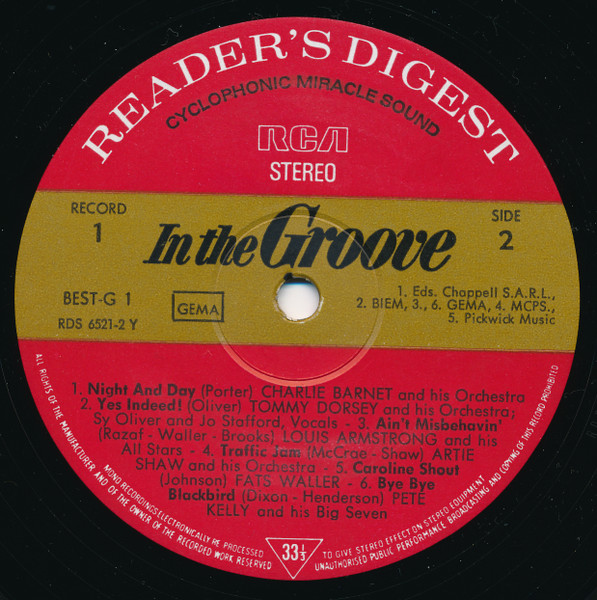 READER'S DIGEST
CYCLOPHONIC MIRACLE SOUND
RCA
STEREO
RECORD
1
In the Groove
SIDE
2
BEST-G 1
GEMA
RDS 6521-2 Y
1. Eds. Chappell S.A.R.L.,
2. BIEM, 3., 6. GEMA, 4. MCPS.,
5. Pickwick Music
1. Night And Day (Porter) CHARLIE BARNET and his Orchestra
2. Yes Indeed! (Oliver) TOMMY DORSEY and his Orchestra;
Sy Oliver and Jo Stafford, Vocals - 3. Ain't Misbehavin'
(Razaf - Waller - Brooks) LOUIS ARMSTRONG and his
All Stars - 4. Traffic Jam (McCrae - Shaw) ARTIE
SHAW and his Orchestra - 5. Caroline Shout
(Johnson) FATS WALLER - 6. Bye Bye
Blackbird (Dixon - Henderson) PETE
KELLY and his Big Seven
ALL RIGHTS OF THE MANUFACTURER AND OF THE OWNER OF THE RECORDED WORK RESERVED
UNAUTHORISED PUBLIC PERFORMANCE BROADCASTING AND COPYING OF THIS RECORD PROHIBITED
MONO RECORDINGS ELECTRONICALLY RE-PROCESSED
TO GIVE STEREO EFFECT ON STEREO EQUIPMENT
33⅓